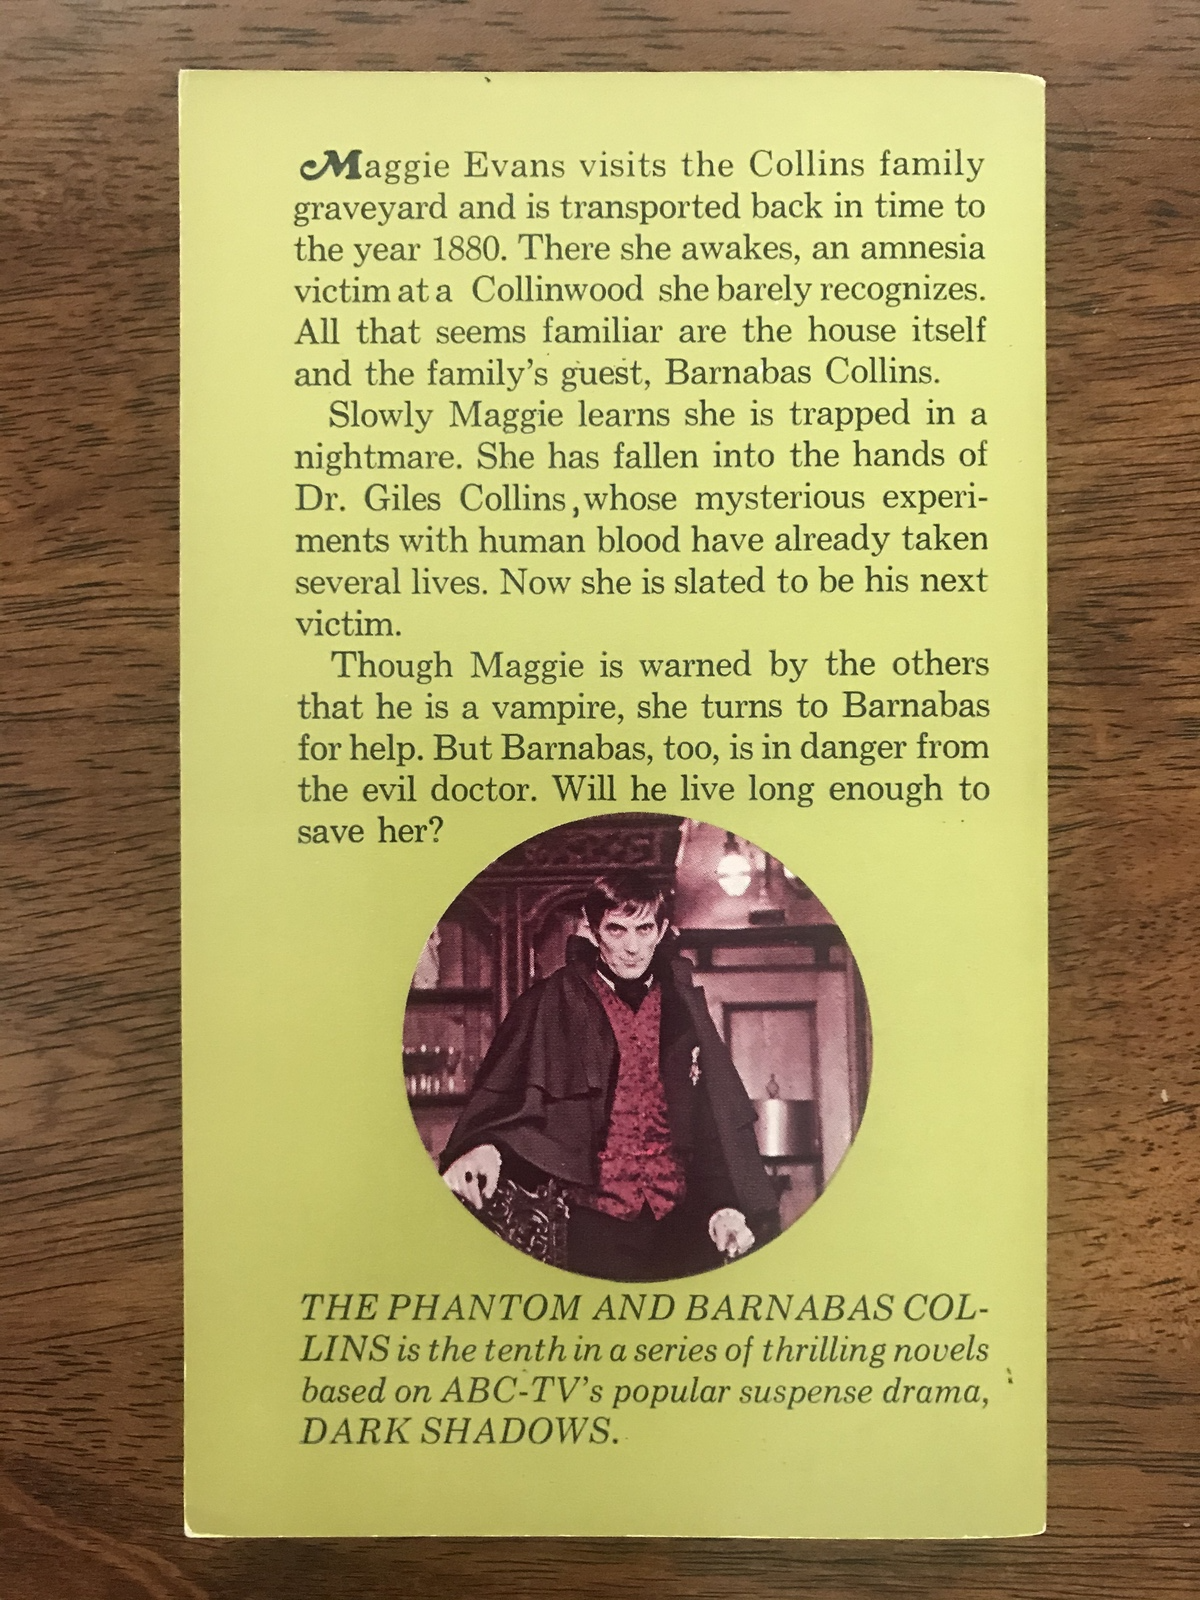 Maggie Evans visits the Collins family
graveyard and is transported back in time to
the year 1880. There she awakes, an amnesia
victim at a Collinwood she barely recognizes.
All that seems familiar are the house itself
and the family's guest, Barnabas Collins.
Slowly Maggie learns she is trapped in a
nightmare. She has fallen into the hands of
Dr. Giles Collins,whose mysterious experi-
ments with human blood have already taken
several lives. Now she is slated to be his next
victim.
Though Maggie is warned by the others
that he is a vampire, she turns to Barnabas
for help. But Barnabas, too, is in danger from
the evil doctor. Will he live long enough to
save her?
THE PHANTOM AND BARNABAS COL-
LINS is the tenth in a series of thrilling novels
based on ABC-TV's popular suspense drama,
DARK SHADOWS.